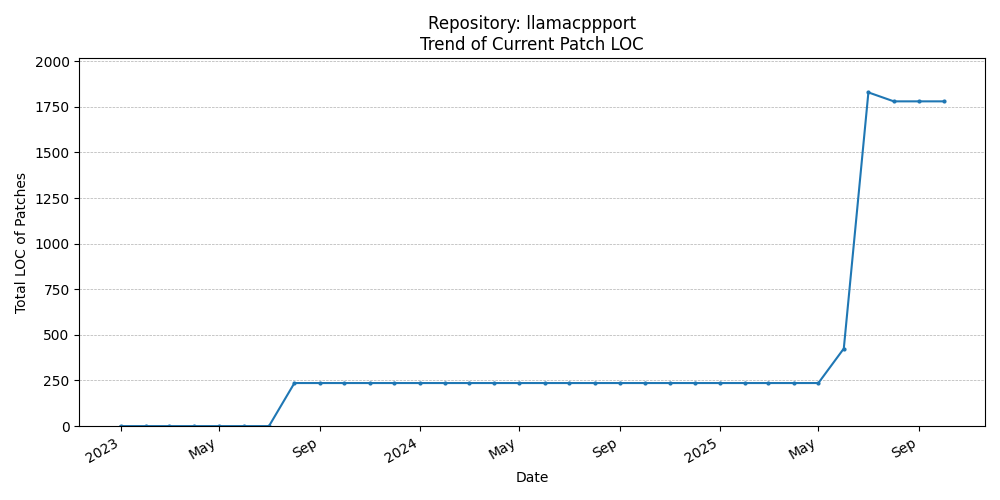 Repository: llamacppport
Trend of Current Patch LOC
Total LOC of Patches
2000
1750
1500
1250
1000
750
500
250
0
2023
May
Sep
2024
May
Sep
2025
May
Sep
Date